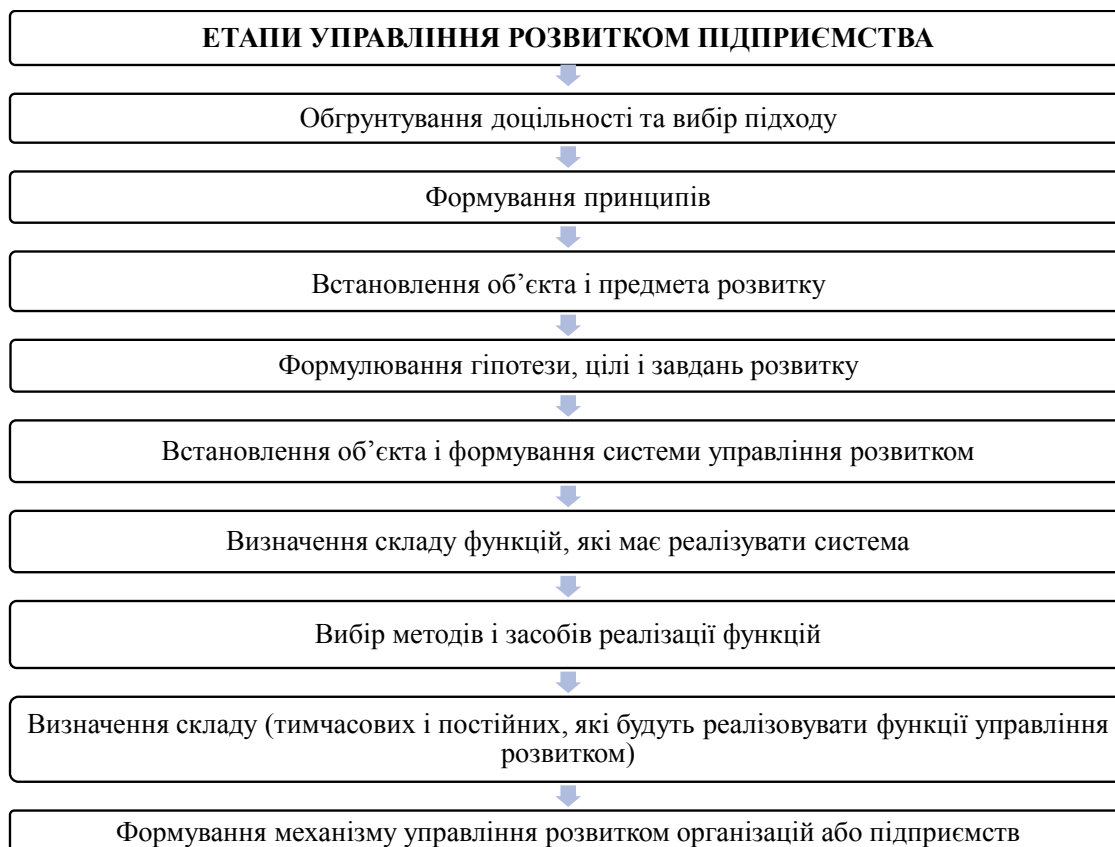 ЕТАПИ УПРАВЛІННЯ РОЗВИТКОМ ПІДПРИЄМСТВА
Обгрунтування доцільності та вибір підходу
Формування принципів
Встановлення об’єкта і предмета розвитку
Формулювання гіпотези, цілі і завдань розвитку
Встановлення об’єкта і формування системи управління розвитком
Визначення складу функцій, які має реалізувати система
Вибір методів і засобів реалізації функцій
Визначення складу (тимчасових і постійних, які будуть реалізовувати функції управління
розвитком)
Формування механізму управління розвитком організацій або підприємств